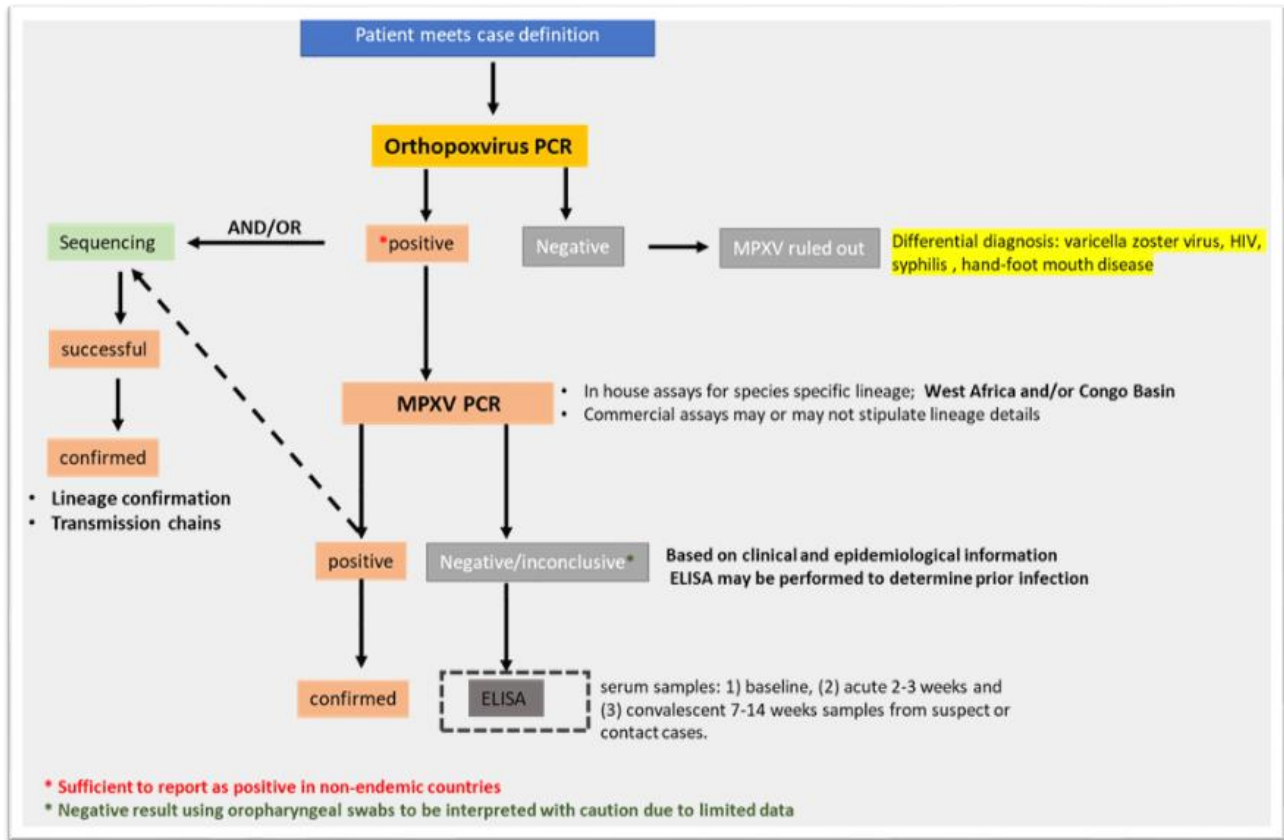 Patient meets case definition
Orthopoxvirus PCR
AND/OR
Sequencing
*positive
Negative
MPXV ruled out
Differential diagnosis: varicella zoster virus, HIV,
syphilis , hand-foot mouth disease
successful
MPXV PCR
• In house assays for species specific lineage; West Africa and/or Congo Basin
• Commercial assays may or may not stipulate lineage details
confirmed
• Lineage confirmation
• Transmission chains
positive
Negative/inconclusive*
Based on clinical and epidemiological information
ELISA may be performed to determine prior infection
confirmed
ELISA
serum samples: 1) baseline, (2) acute 2-3 weeks and
(3) convalescent 7-14 weeks samples from suspect or
contact cases.
* Sufficient to report as positive in non-endemic countries
* Negative result using oropharyngeal swabs to be interpreted with caution due to limited data